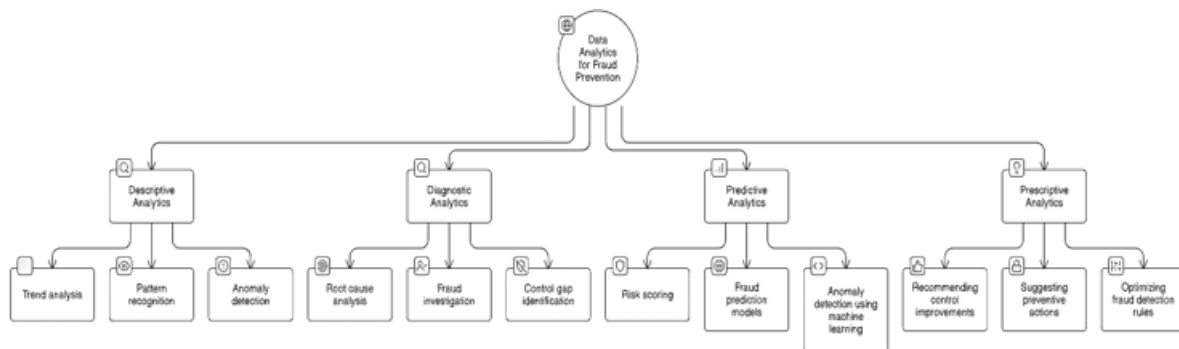 Data
Analytics
for Fraud
Prevention
Descriptive
Analytics
Diagnostic
Analytics
Predictive
Analytics
Prescriptive
Analytics
Trend analysis
Pattern
recognition
Anomaly
detection
Root cause
analysis
Fraud
investigation
Control gap
identification
Risk scoring
Fraud
prediction
models
Anomaly
detection using
machine
learning
Recommending
control
improvements
Suggesting
preventive
actions
Optimizing
fraud detection
rules